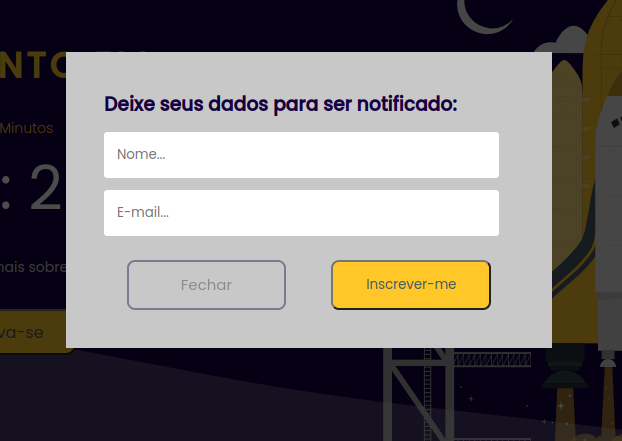 NTO
Deixe seus dados para ser notificado:
Minutos
Nome...
: 2
E-mail...
nais sobre
Fechar
Inscrever-me
va-se